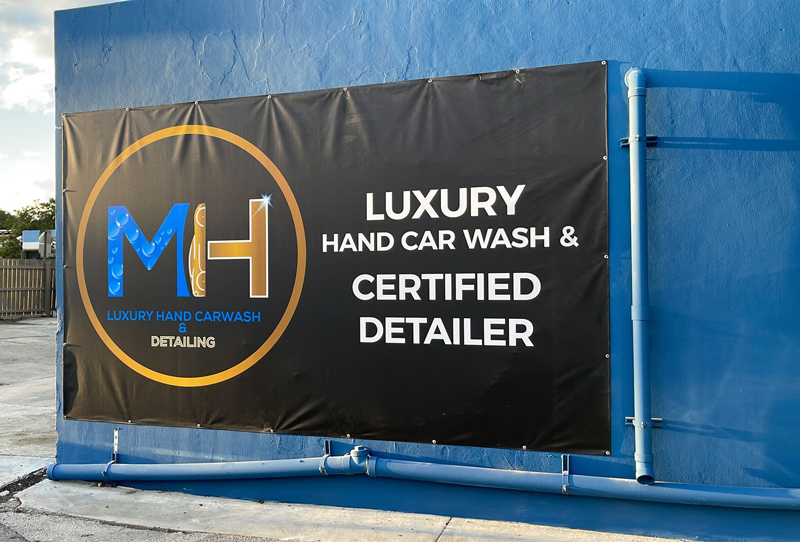 MH
LUXURY HAND CARWASH
&
DETAILING
LUXURY
HAND CAR WASH &
CERTIFIED
DETAILER